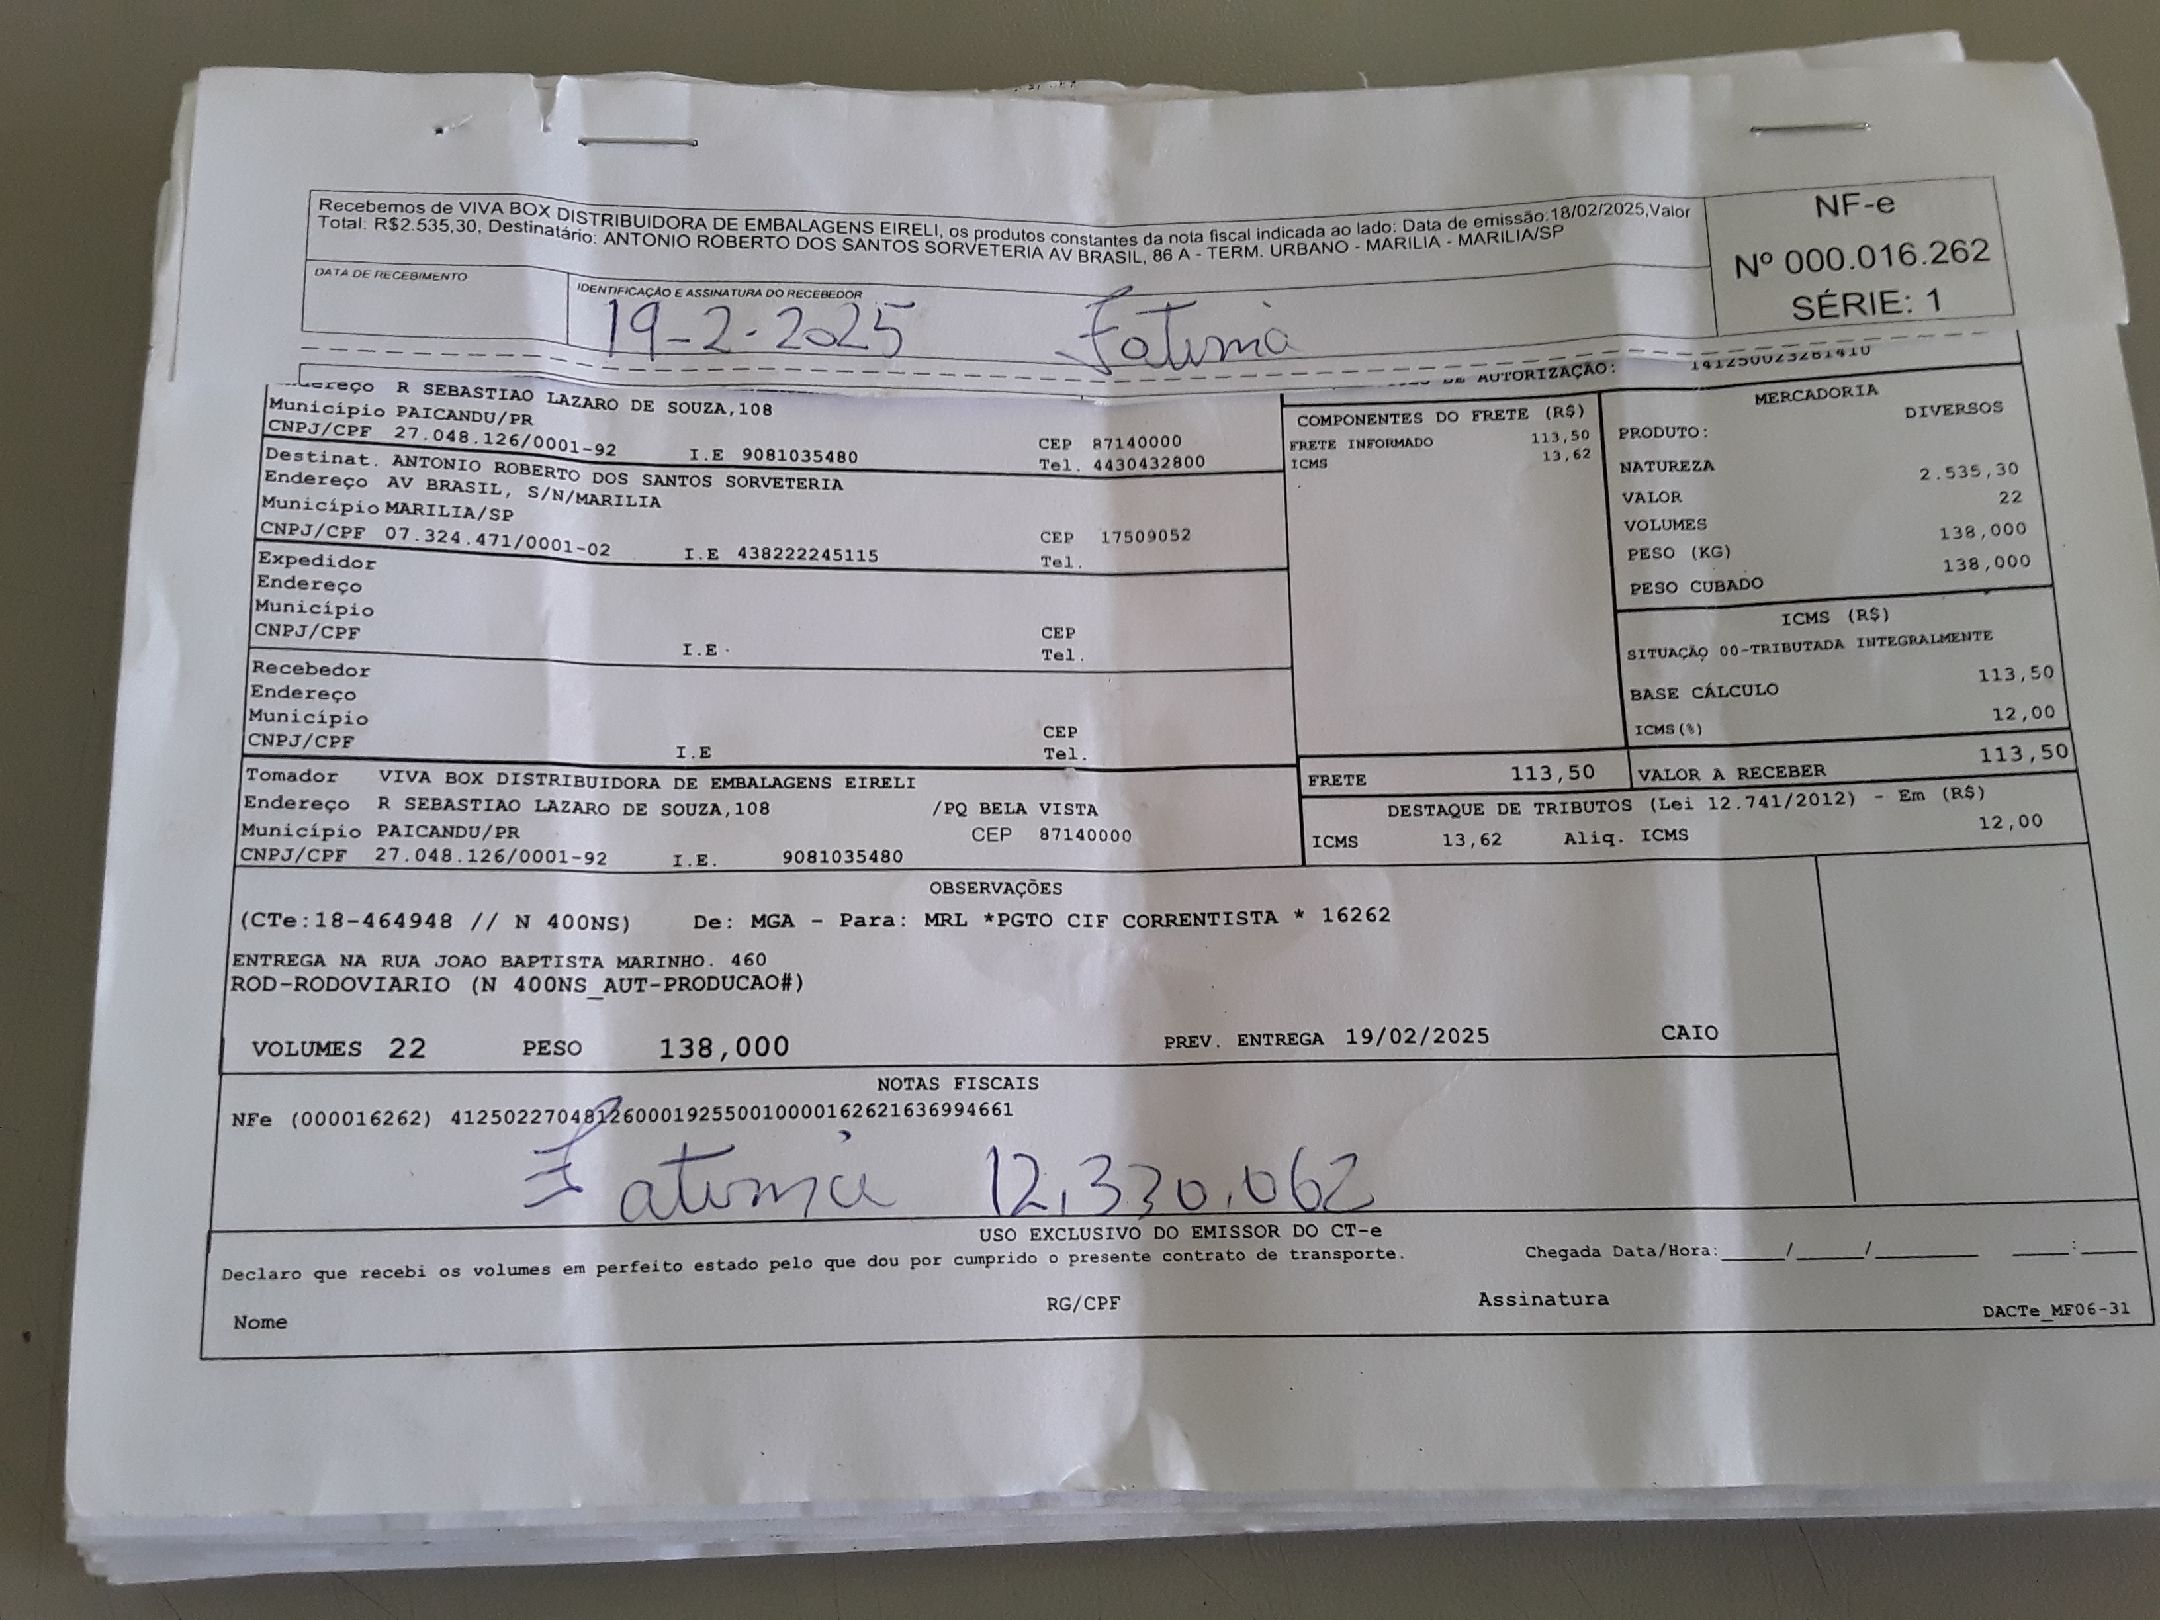 Recebemos de VIVA BOX DISTRIBUIDORA DE EMBALAGENS EIRELI, os produtos constantes da nota fiscal indicada ao lado: Data de emissão:18/02/2025,Valor
Total: R$2.535,30, Destinatário: ANTONIO ROBERTO DOS SANTOS SORVETERIA AV BRASIL, 86 A - TERM. URBANO - MARILIA - MARILIA/SP
NF-e
Nº 000.016.262
SÉRIE: 1
DATA DE RECEBIMENTO
IDENTIFICAÇÃO E ASSINATURA DO RECEBEDOR
19-2-2025 Fatima
DE AUTORIZAÇÃO: 141250023261410
Endereço R SEBASTIAO LAZARO DE SOUZA,108
Município PAICANDU/PR CEP 87140000
CNPJ/CPF 27.048.126/0001-92 I.E 9081035480 Tel. 4430432800
Destinat. ANTONIO ROBERTO DOS SANTOS SORVETERIA
Endereço AV BRASIL, S/N/MARILIA
Município MARILIA/SP CEP 17509052
CNPJ/CPF 07.324.471/0001-02 I.E 438222245115 Tel.
Expedidor
Endereço
Município CEP
CNPJ/CPF I.E Tel.
Recebedor
Endereço
Município CEP
CNPJ/CPF I.E Tel.
Tomador VIVA BOX DISTRIBUIDORA DE EMBALAGENS EIRELI
Endereço R SEBASTIAO LAZARO DE SOUZA,108 /PQ BELA VISTA
Município PAICANDU/PR CEP 87140000
CNPJ/CPF 27.048.126/0001-92 I.E. 9081035480
COMPONENTES DO FRETE (R$)
FRETE INFORMADO 113,50
ICMS 13,62
MERCADORIA
PRODUTO: DIVERSOS
NATUREZA
VALOR 2.535,30
VOLUMES 22
PESO (KG) 138,000
PESO CUBADO 138,000
ICMS (R$)
SITUAÇÃO 00-TRIBUTADA INTEGRALMENTE
BASE CÁLCULO 113,50
ICMS(%) 12,00
FRETE 113,50 VALOR A RECEBER 113,50
DESTAQUE DE TRIBUTOS (Lei 12.741/2012) - Em (R$)
ICMS 13,62 Aliq. ICMS 12,00
OBSERVAÇÕES
(CTe:18-464948 // N 400NS) De: MGA - Para: MRL *PGTO CIF CORRENTISTA * 16262
ENTREGA NA RUA JOAO BAPTISTA MARINHO. 460
ROD-RODOVIARIO (N 400NS_AUT-PRODUCAO#)
VOLUMES 22 PESO 138,000 PREV. ENTREGA 19/02/2025 CAIO
NOTAS FISCAIS
NFe (000016262) 41250227048126000192550010000162621636994661
Fatima 12.330.062
USO EXCLUSIVO DO EMISSOR DO CT-e
Declaro que recebi os volumes em perfeito estado pelo que dou por cumprido o presente contrato de transporte. Chegada Data/Hora:____/____/____ ____:____
Nome RG/CPF Assinatura
DACTe_MF06-31